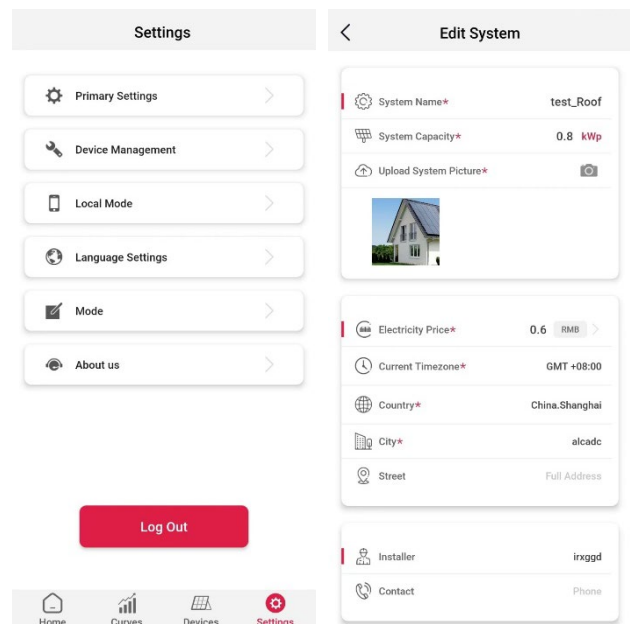 Settings
Primary Settings
Device Management
Local Mode
Language Settings
Mode
About us
Log Out
Home Curves Devices Settings
Edit System
System Name* test_Roof
System Capacity* 0.8 kWp
Upload System Picture*
Electricity Price* 0.6 RMB
Current Timezone* GMT +08:00
Country* China.Shanghai
City* alcadc
Street Full Address
Installer irxggd
Contact Phone